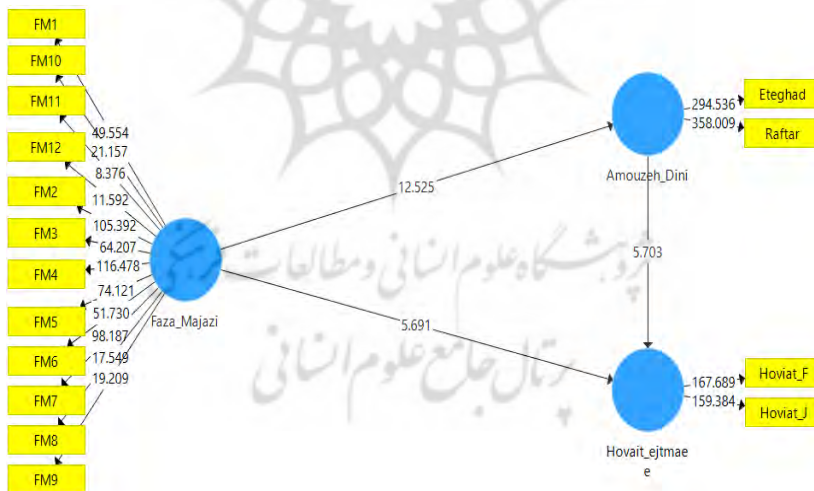 FM1
FM10
FM11
FM12
FM2
FM3
FM4
FM5
FM6
FM7
FM8
FM9
49.554
21.157
8.376
11.592
105.392
64.207
116.478
74.121
51.730
98.187
17.549
19.209
Faza_Majazi
12.525
5.691
5.703
Amouzeh_Dini
294.536
358.009
Eteghad
Raftar
Hovait_ejtmae
e
167.689
159.384
Hoviat_F
Hoviat_J
پژوهشگاه علوم انسانی و مطالعات فرهنگی
پرتال جامع علوم انسانی